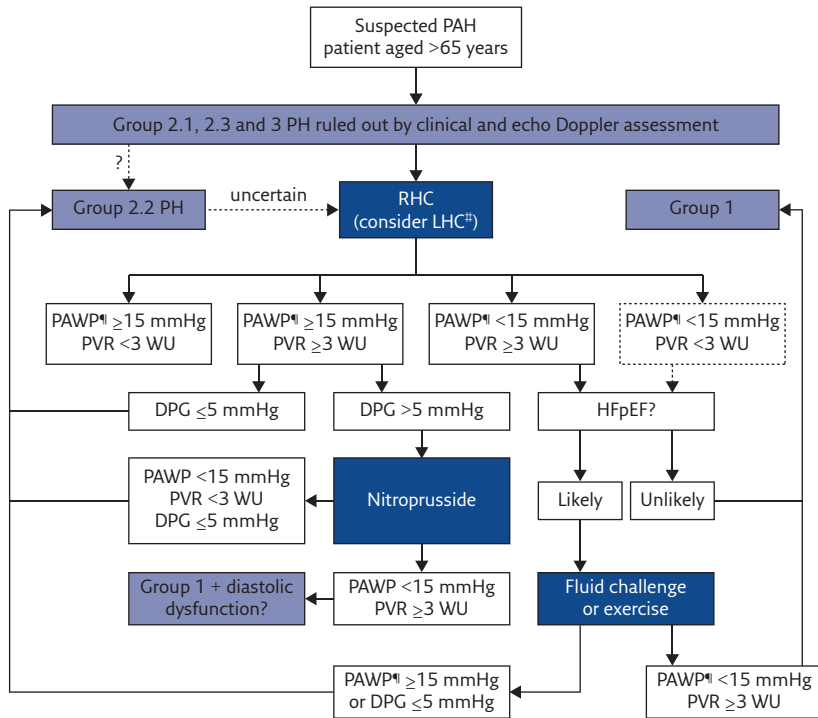 Suspected PAH
patient aged >65 years
Group 2.1, 2.3 and 3 PH ruled out by clinical and echo Doppler assessment
?
Group 2.2 PH
uncertain
RHC
(consider LHC#)
Group 1
PAWP¶ ≥15 mmHg
PVR <3 WU
PAWP¶ ≥15 mmHg
PVR ≥3 WU
PAWP¶ <15 mmHg
PVR ≥3 WU
PAWP¶ <15 mmHg
PVR <3 WU
DPG ≤5 mmHg
DPG >5 mmHg
HFpEF?
PAWP <15 mmHg
PVR <3 WU
DPG ≤5 mmHg
Nitroprusside
Likely
Unlikely
Group 1 + diastolic
dysfunction?
PAWP <15 mmHg
PVR ≥3 WU
Fluid challenge
or exercise
PAWP¶ ≥15 mmHg
or DPG ≤5 mmHg
PAWP¶ <15 mmHg
PVR ≥3 WU